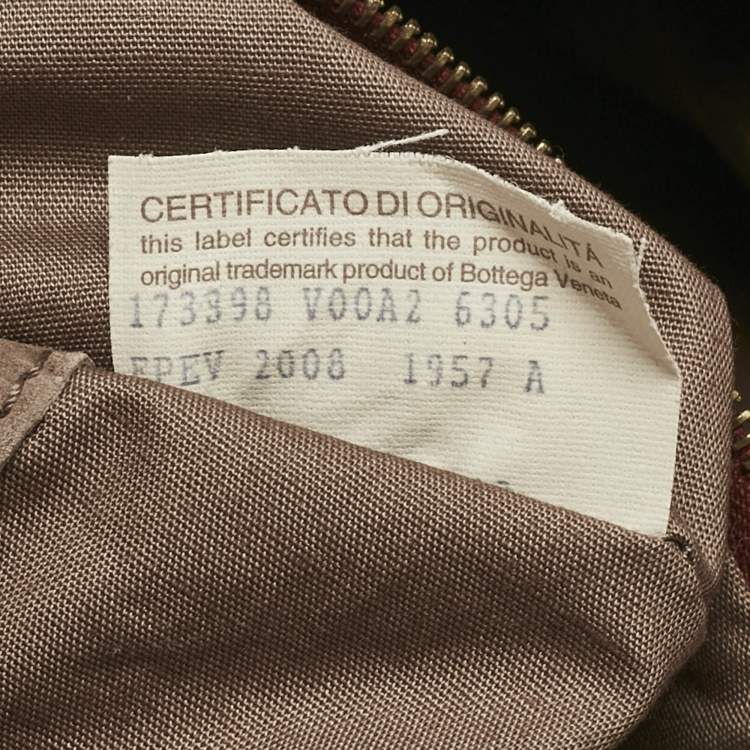 CERTIFICATO DI ORIGINALITÁ
this label certifies that the product is an
original trademark product of Bottega Veneta
173398 V00A2 6305
2008 1957 A